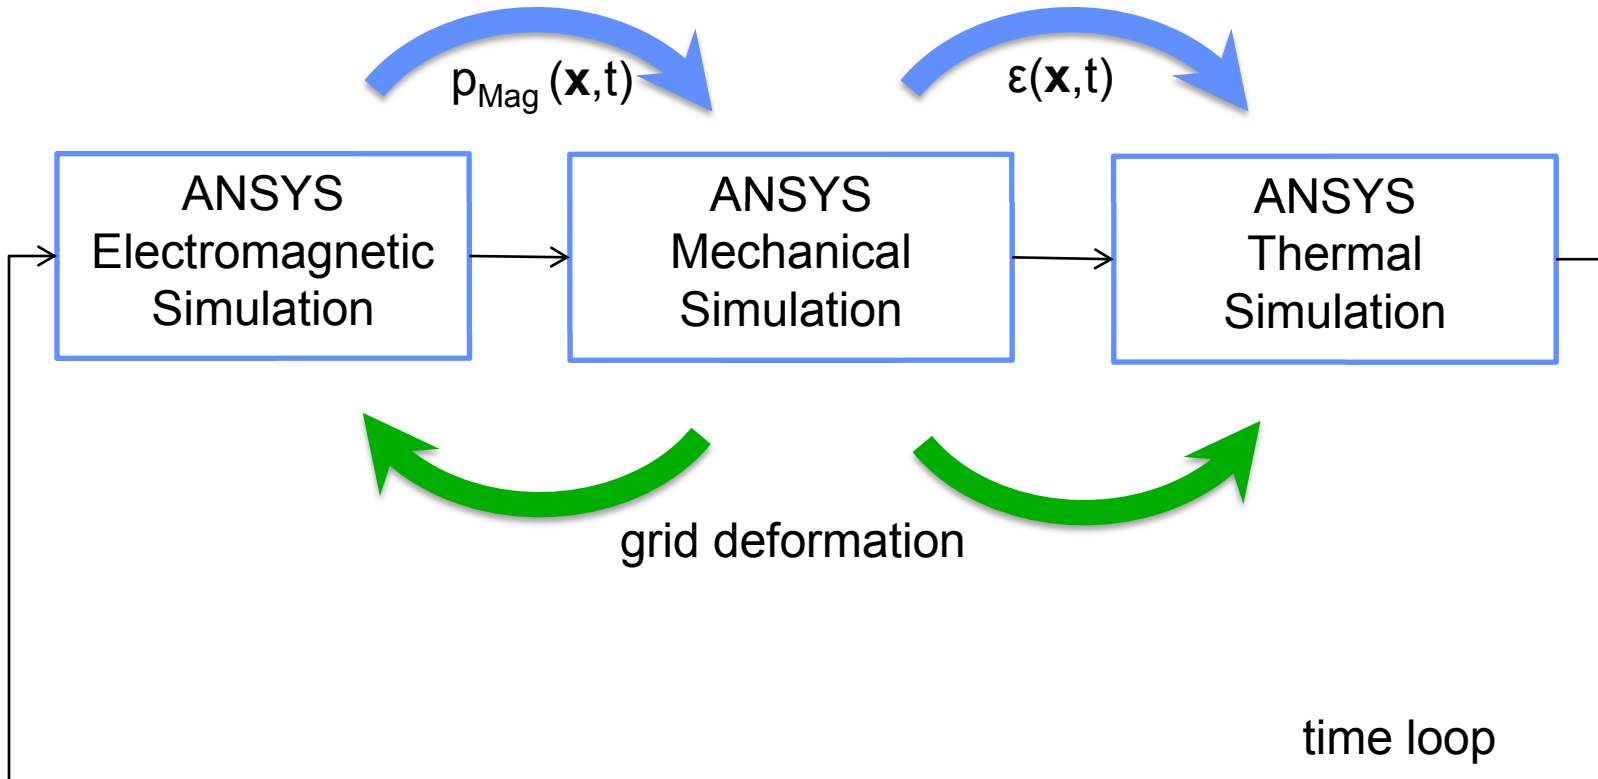 p_Mag (x,t)
ε(x,t)
ANSYS
Electromagnetic
Simulation
ANSYS
Mechanical
Simulation
ANSYS
Thermal
Simulation
grid deformation
time loop